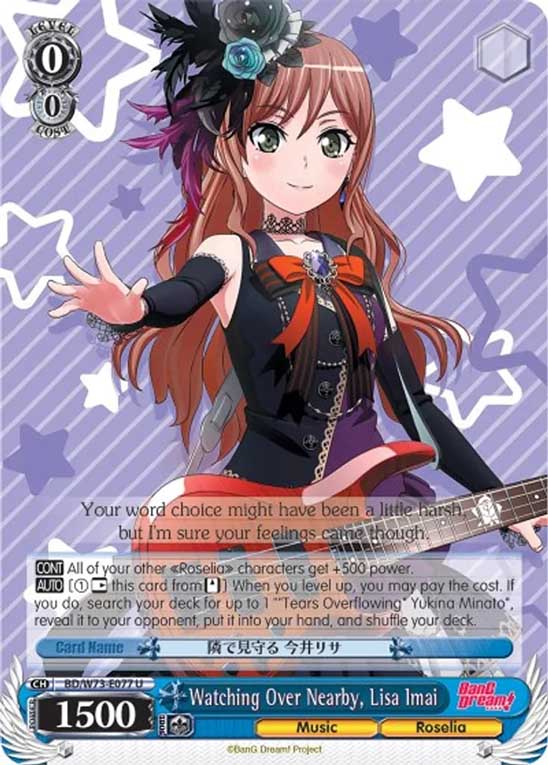 LEVEL
0
0
COST
Your word choice might have been a little harsh,
but I'm sure your feelings came though.
CONT All of your other «Roselia» characters get +500 power.
AUTO [① this card from] When you level up, you may pay the cost. If
you do, search your deck for up to 1 ""Tears Overflowing" Yukina Minato",
reveal it to your opponent, put it into your hand, and shuffle your deck.
Card Name 隣で見守る 今井リサ
CH BD/W73-E077 U
Watching Over Nearby, Lisa Imai BanG Dream!
POWER 1500 SOUL Music Roselia
©BanG Dream! Project